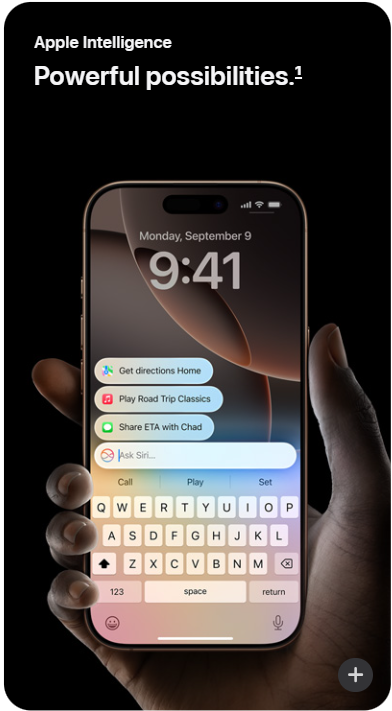 Apple Intelligence
Powerful possibilities.¹
Monday, September 9
9:41
Get directions Home
Play Road Trip Classics
Share ETA with Chad
Ask Siri...
Call Play Set
Q W E R T Y U I O P
A S D F G H J K L
Z X C V B N M
123 space return